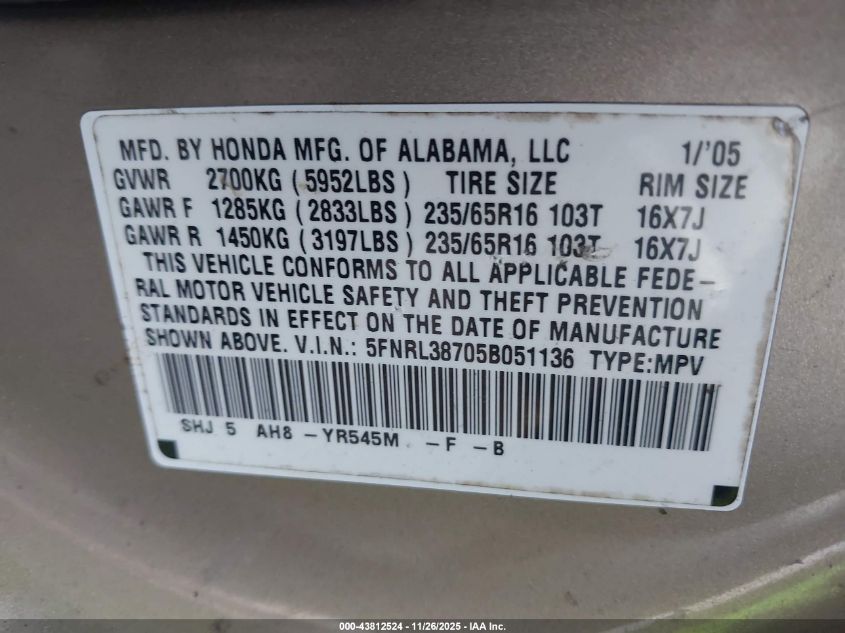 MFD. BY HONDA MFG. OF ALABAMA, LLC 1/'05
GVWR 2700KG (5952LBS) TIRE SIZE RIM SIZE
GAWR F 1285KG (2833LBS) 235/65R16 103T 16X7J
GAWR R 1450KG (3197LBS) 235/65R16 103T 16X7J
THIS VEHICLE CONFORMS TO ALL APPLICABLE FEDE-
RAL MOTOR VEHICLE SAFETY AND THEFT PREVENTION
STANDARDS IN EFFECT ON THE DATE OF MANUFACTURE
SHOWN ABOVE. V.I.N.: 5FNRL38705B051136 TYPE:MPV
SHJ 5 AH8 -YR545M -F -B
000-43812524 - 11/26/2025 - IAA Inc.